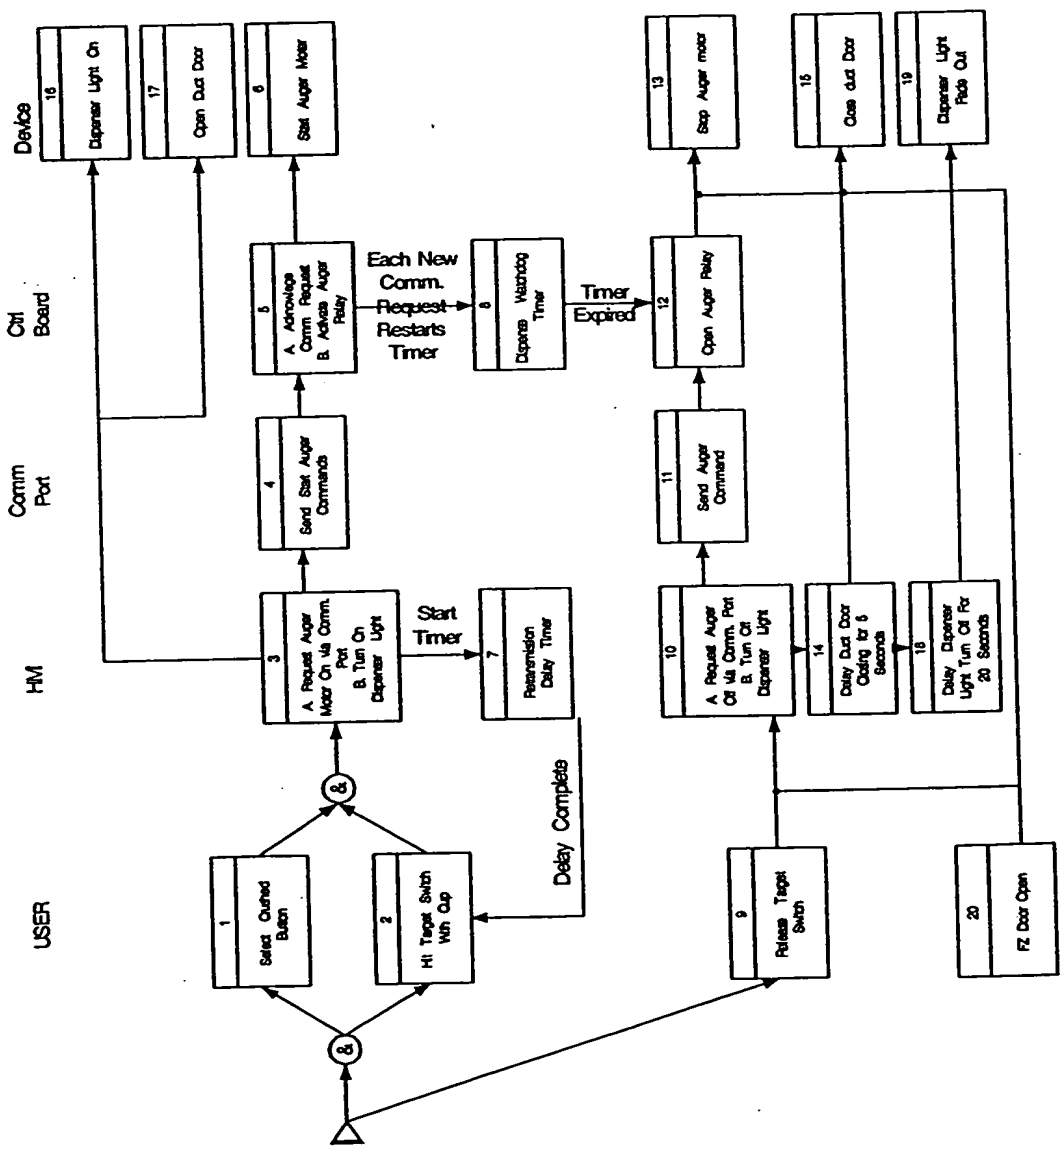 USER
HMI
Comm
Port
Ctrl
Board
Device
1
Select Crushed
Button
2
Hit Target Switch
With Cup
&
&
3
A. Request Auger
Motor On via Comm.
Port
B. Turn On
Dispenser Light
4
Send Start Auger
Commands
5
A. Acknowlege
Comm Request
B. Activate Auger
Relay
16
Dispenser Light On
17
Open Duct Door
6
Start Auger Motor
Start
Timer
7
Retransmission
Delay Timer
Delay Complete
Each New
Comm.
Request
Restarts
Timer
8
Dispense Watchdog
Timer
Timer
Expired
9
Release Target
Switch
10
A. Request Auger
Off via Comm. Port
B. Turn Off
Dispenser Light
11
Send Auger
Command
12
Open Auger Relay
13
Stop Auger motor
14
Delay Duct Door
Closing for 5
Seconds
15
Close duct Door
18
Delay Dispenser
Light Turn Off For
20 Seconds
19
Dispenser Light
Fade Out
20
FZ Door Open